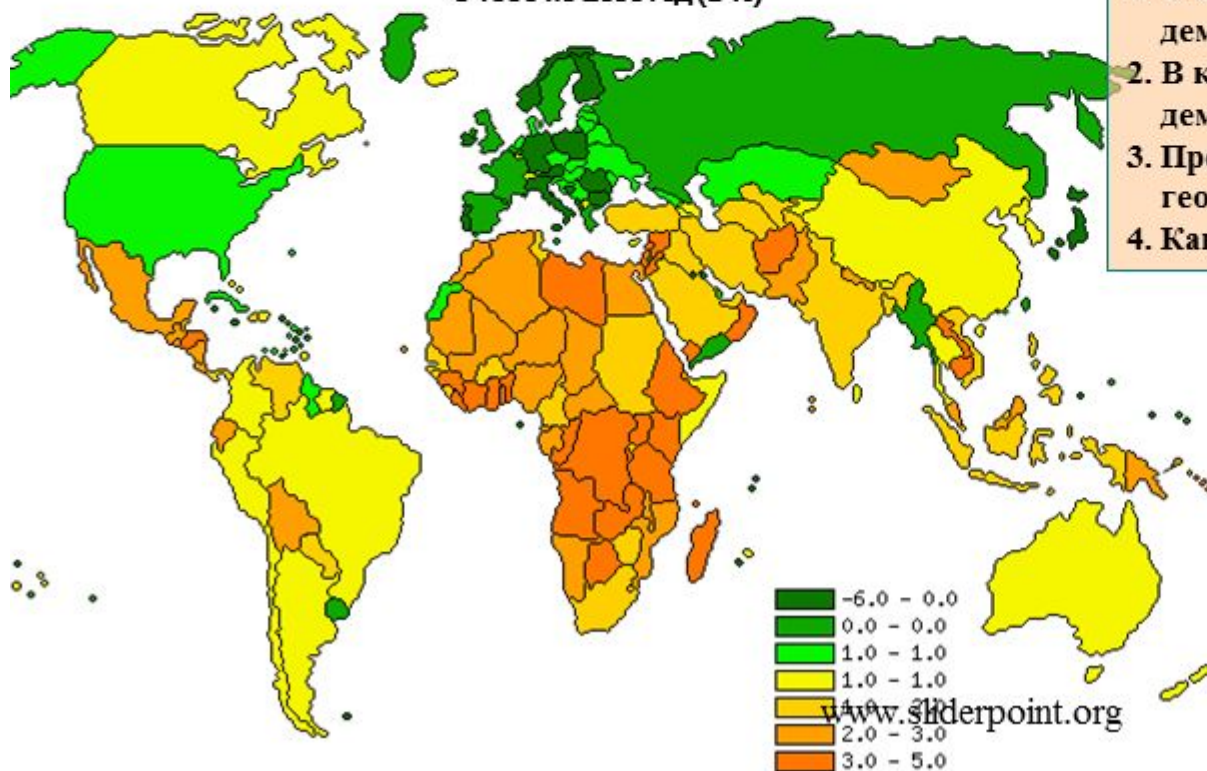 дем
2. В к
дем
3. Пр
гео
4. Ка
-6.0 - 0.0
0.0 - 0.0
1.0 - 1.0
1.0 - 1.0
www.sliderpoint.org
2.0 - 3.0
3.0 - 5.0